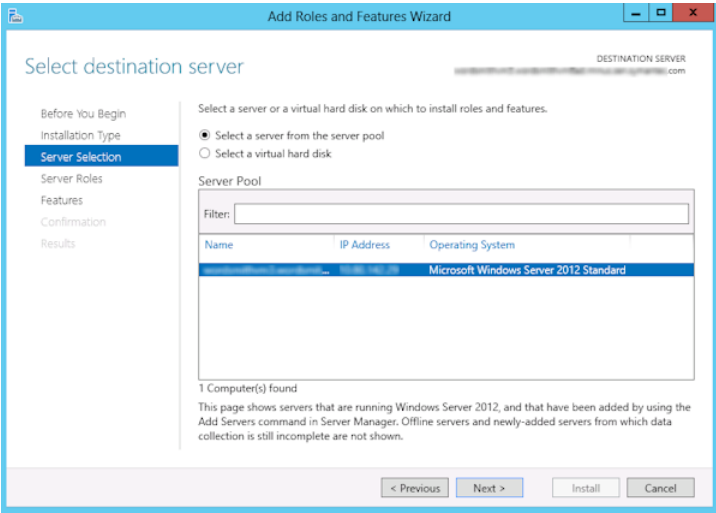 Add Roles and Features Wizard
Select destination server
DESTINATION SERVER
.com
Before You Begin
Installation Type
Server Selection
Server Roles
Features
Confirmation
Results
Select a server or a virtual hard disk on which to install roles and features.
Select a server from the server pool
Select a virtual hard disk
Server Pool
Filter:
Name IP Address Operating System
Microsoft Windows Server 2012 Standard
1 Computer(s) found
This page shows servers that are running Windows Server 2012, and that have been added by using the
Add Servers command in Server Manager. Offline servers and newly-added servers from which data
collection is still incomplete are not shown.
< Previous Next > Install Cancel